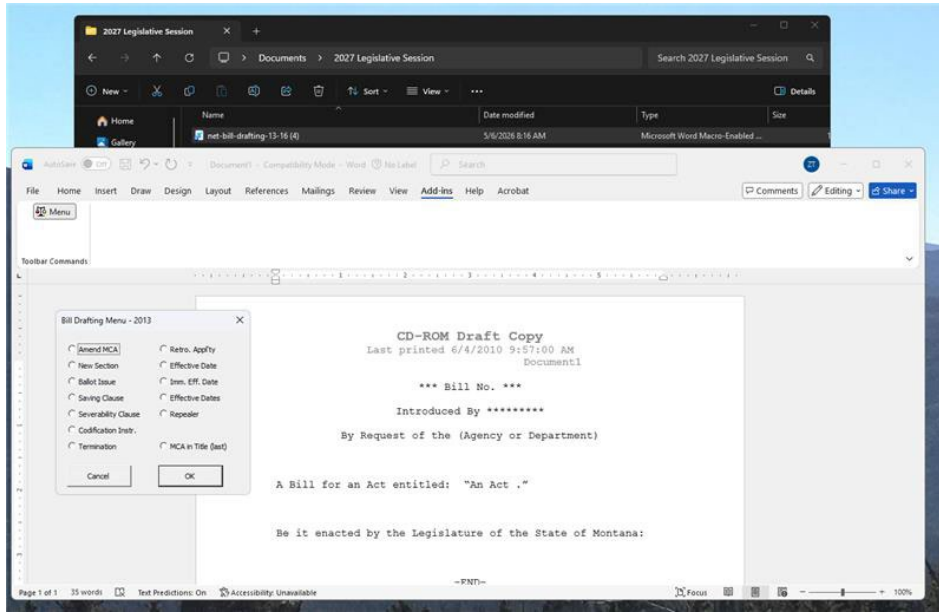 2027 Legislative Session
Documents > 2027 Legislative Session
Search 2027 Legislative Session
New
Sort
View
Details
Home
Gallery
Name
Date modified
Type
Size
net-bill-drafting-13-16 (4)
5/6/2026 8:16 AM
Microsoft Word Macro-Enabled ...
AutoSave Off
Document1 - Compatibility Mode - Word
No Label
Search
ZT
File Home Insert Draw Design Layout References Mailings Review View Add-ins Help Acrobat
Comments
Editing
Share
Menu
Toolbar Commands
1 2 3 4 5
Bill Drafting Menu - 2013
Amend MCA
New Section
Ballot Issue
Saving Clause
Severability Clause
Codification Instr.
Termination
Retro. Appl'ty
Effective Date
Imm. Eff. Date
Effective Dates
Repealer
MCA in Title (last)
Cancel
OK
CD-ROM Draft Copy
Last printed 6/4/2010 9:57:00 AM
Document1
*** Bill No. ***
Introduced By *********
By Request of the (Agency or Department)
A Bill for an Act entitled: “An Act .”
Be it enacted by the Legislature of the State of Montana:
-END-
Page 1 of 1
35 words
Text Predictions: On
Accessibility: Unavailable
Focus
100%